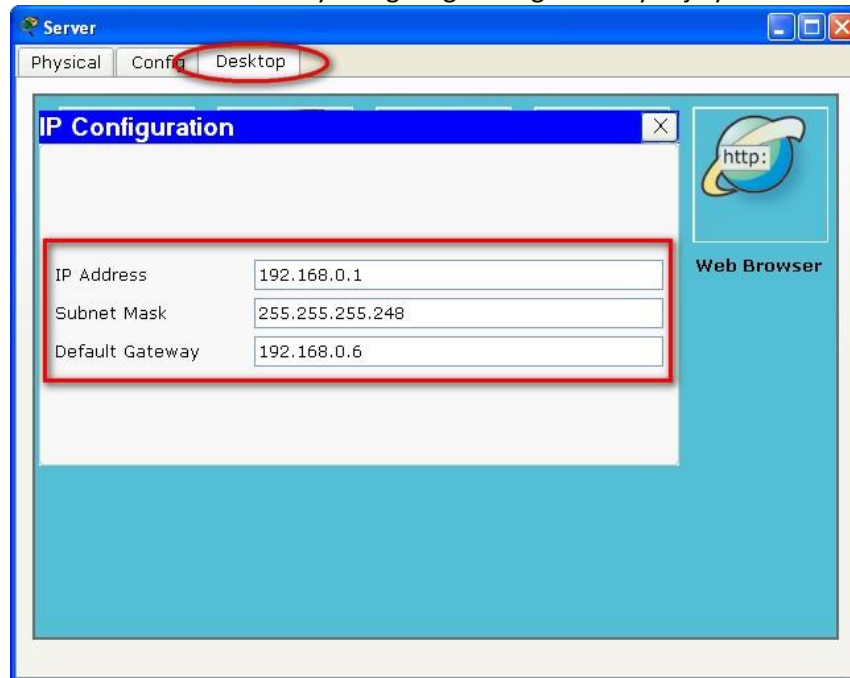 Server
Physical Config Desktop
IP Configuration
http:
Web Browser
IP Address 192.168.0.1
Subnet Mask 255.255.255.248
Default Gateway 192.168.0.6